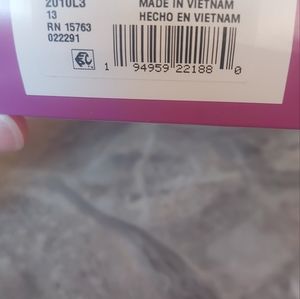 2010L3
13
RN 15763
022291
MADE IN VIETNAM
HECHO EN VIETNAM
1 94959 22188 0